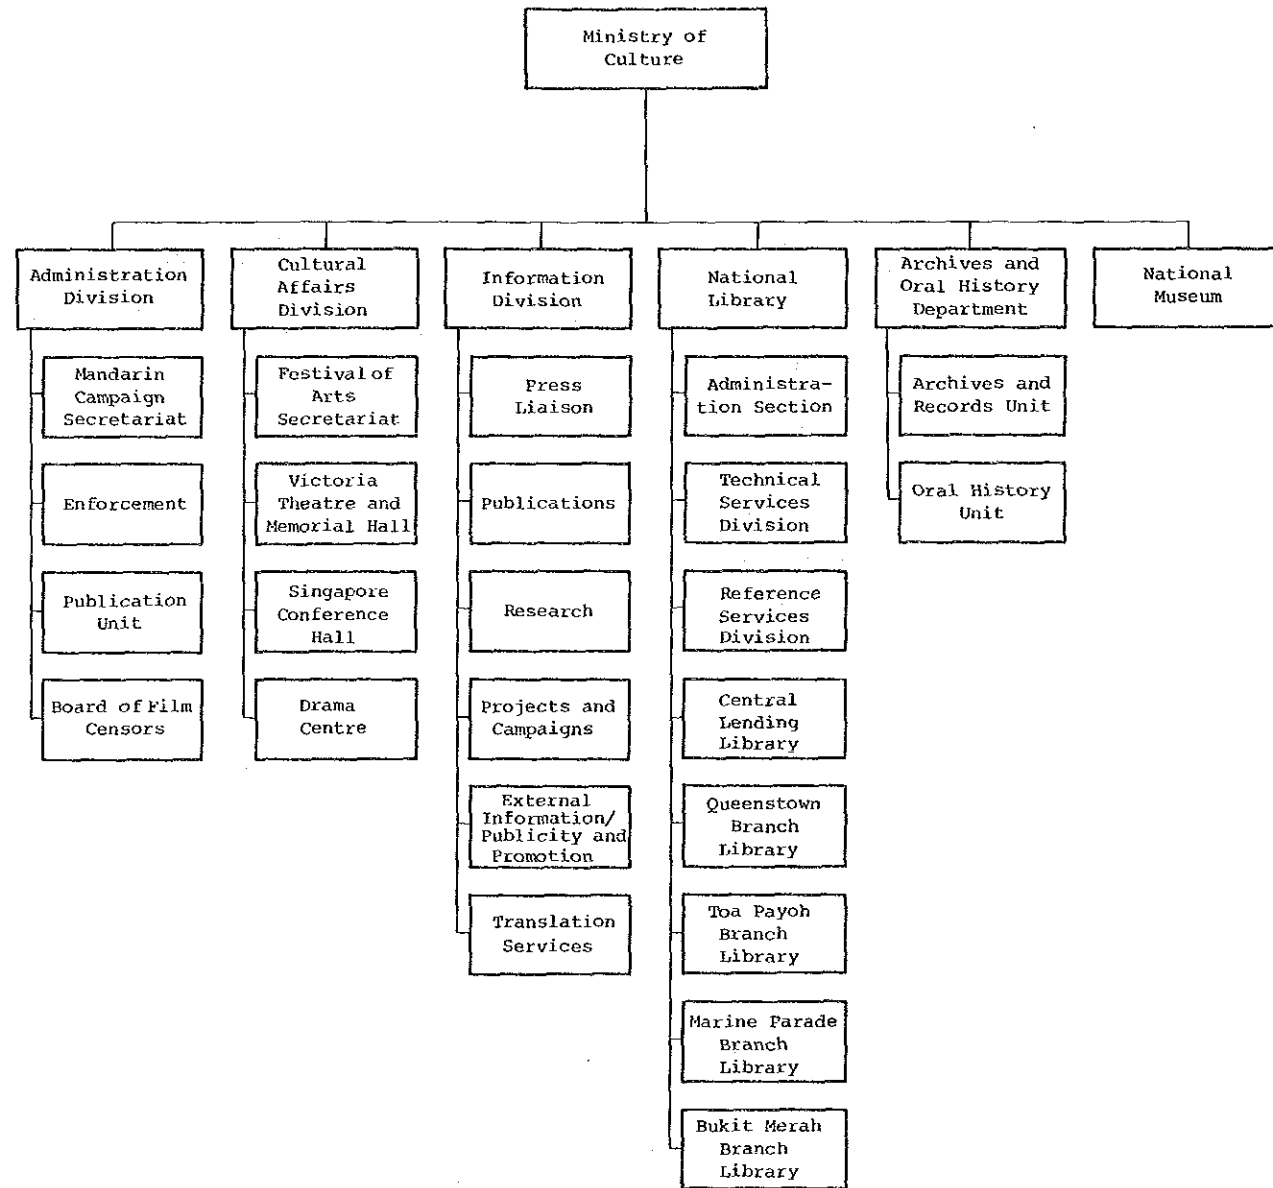 Ministry of
Culture
Administration
Division
Cultural
Affairs
Division
Information
Division
National
Library
Archives and
Oral History
Department
National
Museum
Mandarin
Campaign
Secretariat
Enforcement
Publication
Unit
Board of Film
Censors
Festival of
Arts
Secretariat
Victoria
Theatre and
Memorial Hall
Singapore
Conference
Hall
Drama
Centre
Press
Liaison
Publications
Research
Projects and
Campaigns
External
Information/
Publicity and
Promotion
Translation
Services
Administra-
tion Section
Technical
Services
Division
Reference
Services
Division
Central
Lending
Library
Queenstown
Branch
Library
Toa Payoh
Branch
Library
Marine Parade
Branch
Library
Bukit Merah
Branch
Library
Archives and
Records Unit
Oral History
Unit